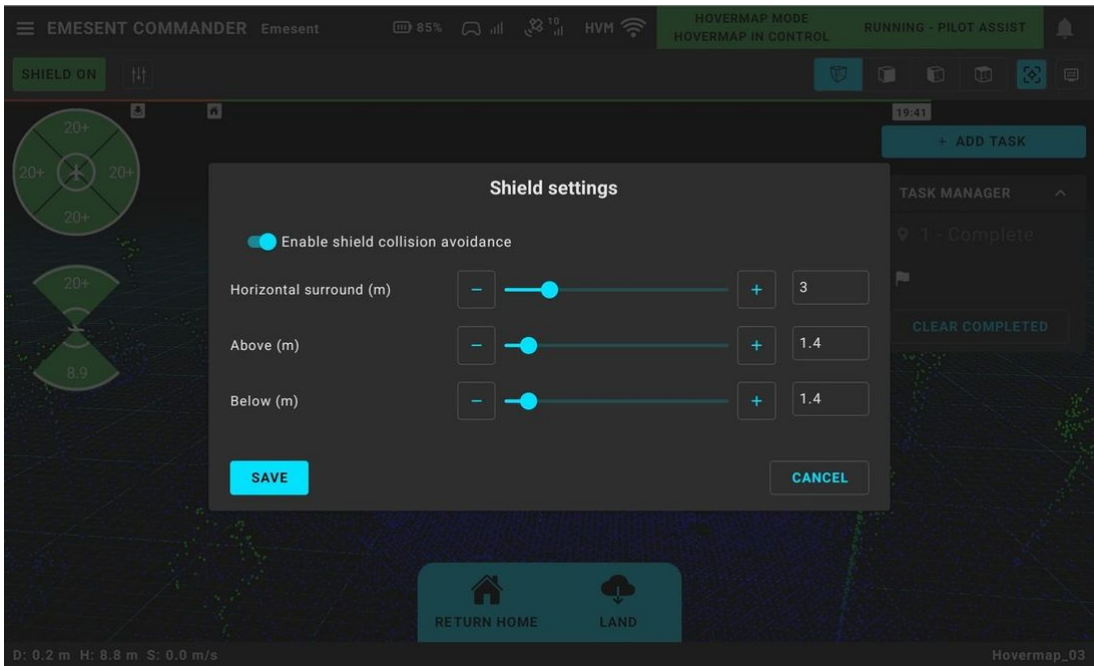 EMESENT COMMANDER Emesent 85% 10 HVM HOVERMAP MODE RUNNING - PILOT ASSIST
HOVERMAP IN CONTROL
SHIELD ON
19:41
+ ADD TASK
20+
20+ 20+
20+
Shield settings
TASK MANAGER
Enable shield collision avoidance
1 - Complete
20+
Horizontal surround (m) − + 3
CLEAR COMPLETED
Above (m) − + 1.4
8.9
Below (m) − + 1.4
SAVE CANCEL
RETURN HOME LAND
D: 0.2 m H: 8.8 m S: 0.0 m/s Hovermap_03